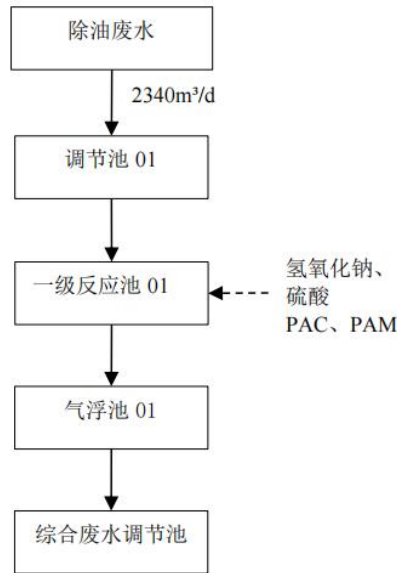 除油废水
2340m³/d
调节池 01
一级反应池 01
氢氧化钠、
硫酸
PAC、PAM
气浮池 01
综合废水调节池